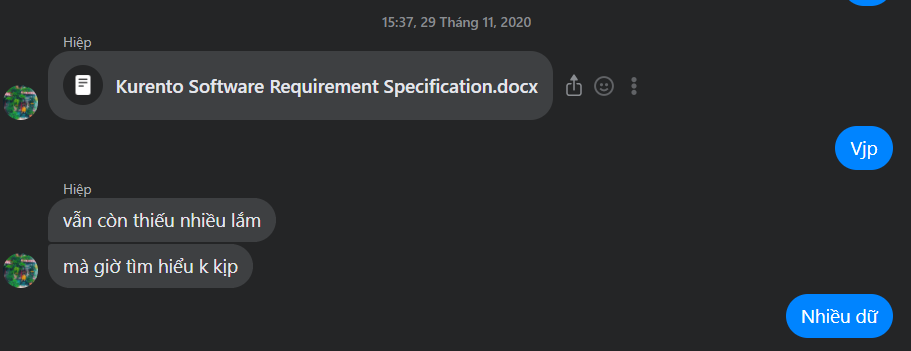 15:37, 29 Tháng 11, 2020
Hiệp
Kurento Software Requirement Specification.docx
Vjp
Hiệp
vẫn còn thiếu nhiều lắm
mà giờ tìm hiểu k kịp
Nhiều dữ